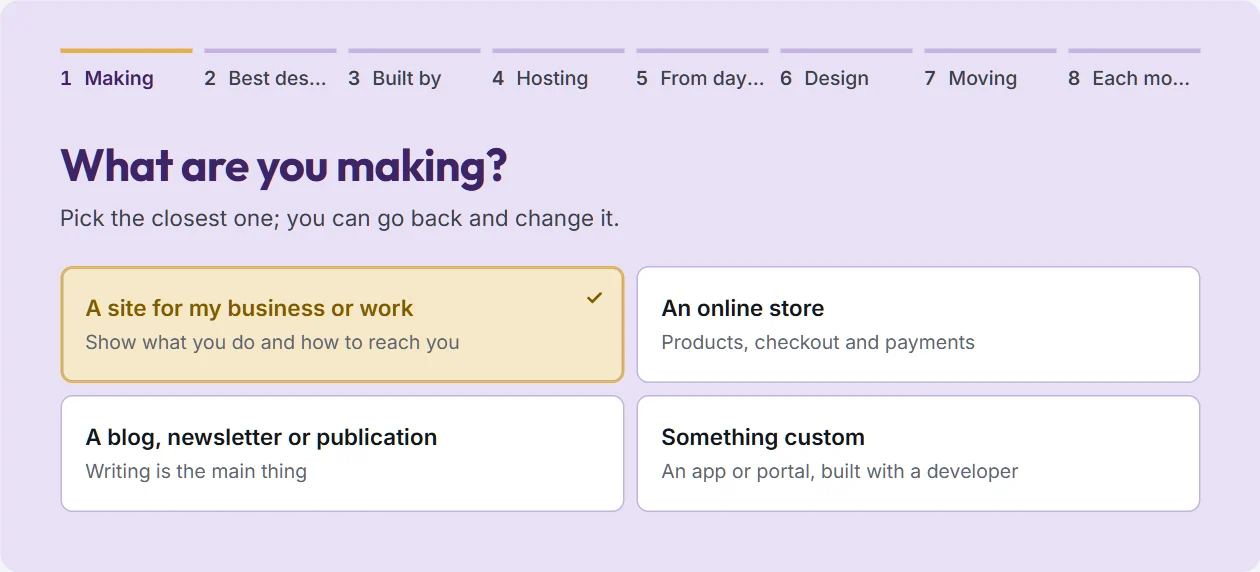 1 Making
2 Best des...
3 Built by
4 Hosting
5 From day...
6 Design
7 Moving
8 Each mo...
What are you making?
Pick the closest one; you can go back and change it.
A site for my business or work
Show what you do and how to reach you
An online store
Products, checkout and payments
A blog, newsletter or publication
Writing is the main thing
Something custom
An app or portal, built with a developer